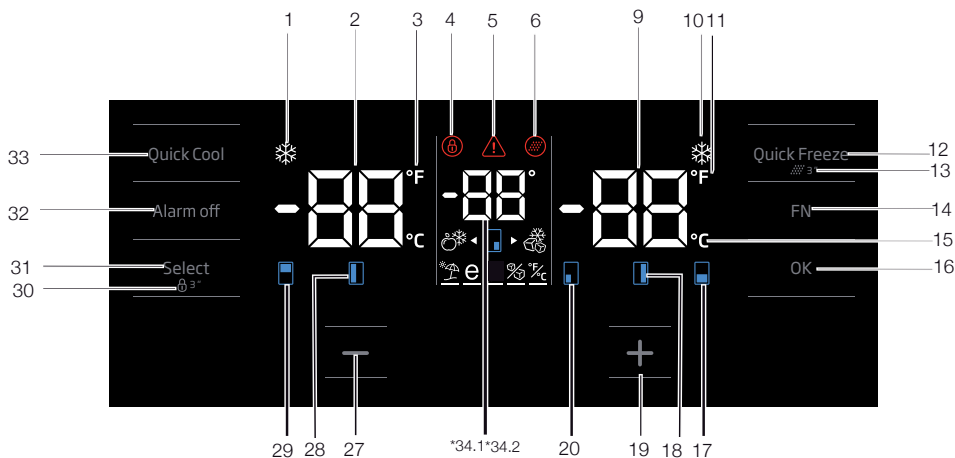 1 2 3 4 5 6 9 10 11
33 Quick Cool Quick Freeze 12
3" 13
°F °F
-88 -88° -88
32 Alarm off FN 14
°C °C 15
31 Select OK 16
30 3"
e % °F/°C
29 28 27 *34.1*34.2 20 19 18 17